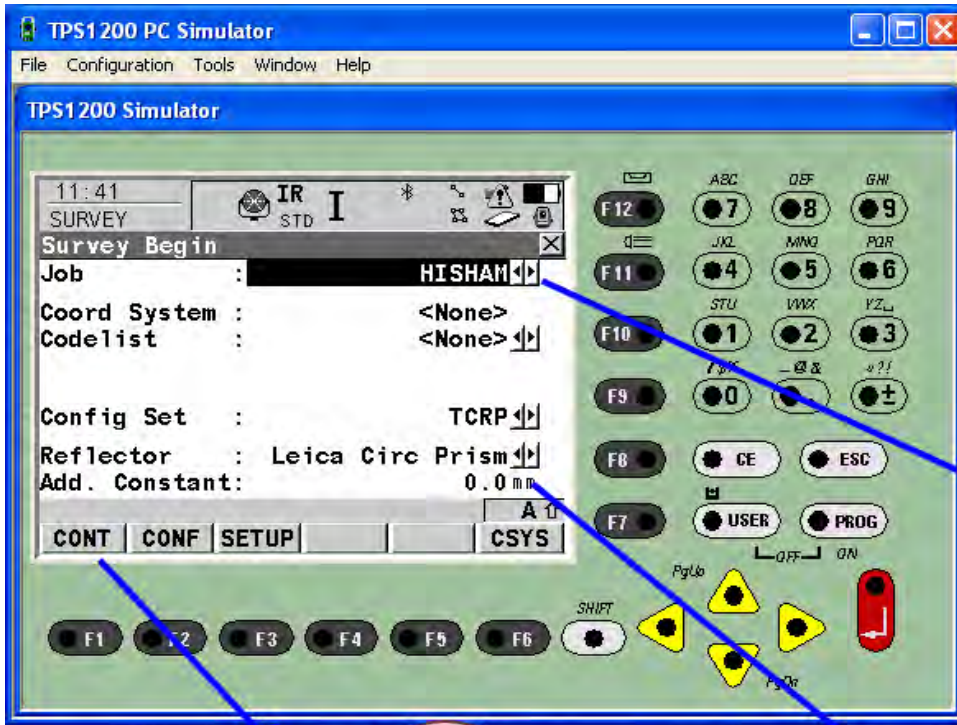 TPS1200 PC Simulator
File Configuration Tools Window Help
TPS1200 Simulator
11:41
SURVEY
IR
STD
I
Survey Begin
Job : HISHAM
Coord System : <None>
Codelist : <None>
Config Set : TCRP
Reflector : Leica Circ Prism
Add. Constant: 0.0 mm
A
CONT CONF SETUP CSYS
ABC DEF GHI
F12 7 8 9
JKL MNO PQR
F11 4 5 6
STU VWX YZ
F10 1 2 3
_@& 
F9 0 . ±
F8 CE ESC
F7 USER PROG
OFF ON
PgUp
SHIFT
F1 F2 F3 F4 F5 F6
PgDn